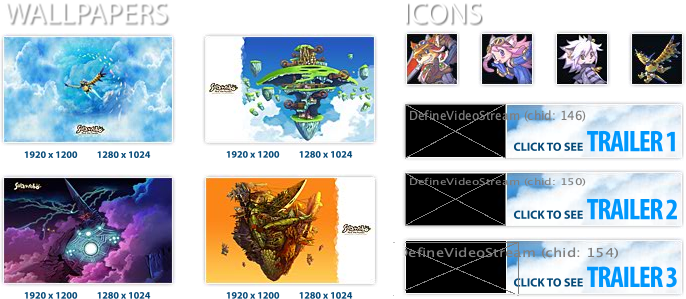 WALLPAPERS
1920 x 1200 1280 x 1024
1920 x 1200 1280 x 1024
1920 x 1200 1280 x 1024
1920 x 1200 1280 x 1024
ICONS
DefineVideoStream (chid: 146)
CLICK TO SEE TRAILER 1
DefineVideoStream (chid: 150)
CLICK TO SEE TRAILER 2
DefineVideoStream (chid: 154)
CLICK TO SEE TRAILER 3